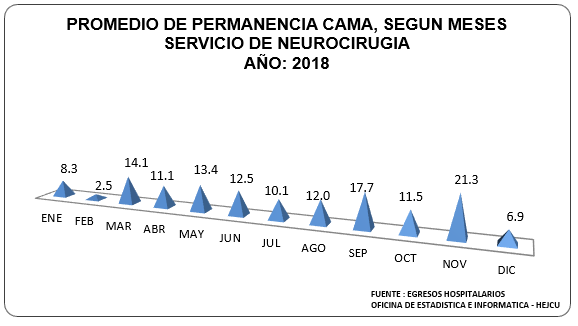 PROMEDIO DE PERMANENCIA CAMA, SEGUN MESES
SERVICIO DE NEUROCIRUGIA
AÑO: 2018
8.3
2.5
14.1
11.1
13.4
12.5
10.1
12.0
17.7
11.5
21.3
6.9
ENE
FEB
MAR
ABR
MAY
JUN
JUL
AGO
SEP
OCT
NOV
DIC
FUENTE : EGRESOS HOSPITALARIOS
OFICINA DE ESTADISTICA E INFORMATICA - HEJCU